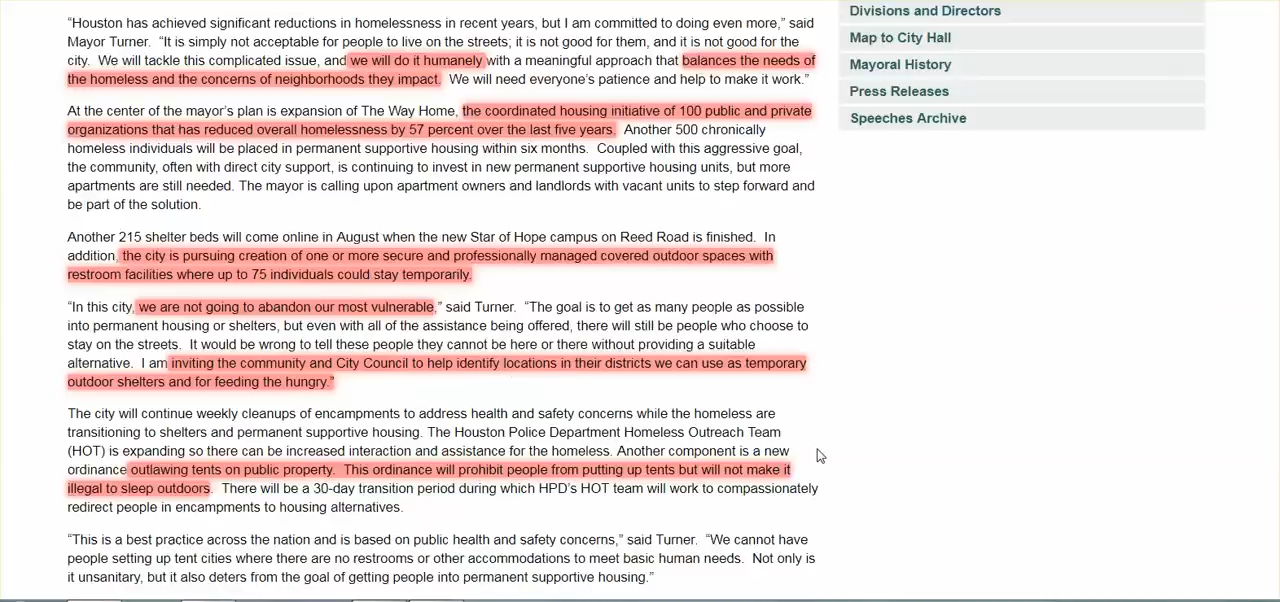 “Houston has achieved significant reductions in homelessness in recent years, but I am committed to doing even more,” said
Mayor Turner.  “It is simply not acceptable for people to live on the streets; it is not good for them, and it is not good for the
city.  We will tackle this complicated issue, and we will do it humanely with a meaningful approach that balances the needs of
the homeless and the concerns of neighborhoods they impact.  We will need everyone’s patience and help to make it work.”
At the center of the mayor’s plan is expansion of The Way Home, the coordinated housing initiative of 100 public and private
organizations that has reduced overall homelessness by 57 percent over the last five years.  Another 500 chronically
homeless individuals will be placed in permanent supportive housing within six months.  Coupled with this aggressive goal,
the community, often with direct city support, is continuing to invest in new permanent supportive housing units, but more
apartments are still needed. The mayor is calling upon apartment owners and landlords with vacant units to step forward and
be part of the solution.
Another 215 shelter beds will come online in August when the new Star of Hope campus on Reed Road is finished.  In
addition, the city is pursuing creation of one or more secure and professionally managed covered outdoor spaces with
restroom facilities where up to 75 individuals could stay temporarily.
“In this city, we are not going to abandon our most vulnerable,” said Turner.  “The goal is to get as many people as possible
into permanent housing or shelters, but even with all of the assistance being offered, there will still be people who choose to
stay on the streets.  It would be wrong to tell these people they cannot be here or there without providing a suitable
alternative.  I am inviting the community and City Council to help identify locations in their districts we can use as temporary
outdoor shelters and for feeding the hungry.”
The city will continue weekly cleanups of encampments to address health and safety concerns while the homeless are
transitioning to shelters and permanent supportive housing. The Houston Police Department Homeless Outreach Team
(HOT) is expanding so there can be increased interaction and assistance for the homeless. Another component is a new
ordinance outlawing tents on public property.  This ordinance will prohibit people from putting up tents but will not make it
illegal to sleep outdoors.  There will be a 30-day transition period during which HPD’s HOT team will work to compassionately
redirect people in encampments to housing alternatives.
“This is a best practice across the nation and is based on public health and safety concerns,” said Turner.  “We cannot have
people setting up tent cities where there are no restrooms or other accommodations to meet basic human needs.  Not only is
it unsanitary, but it also deters from the goal of getting people into permanent supportive housing.”
Divisions and Directors
Map to City Hall
Mayoral History
Press Releases
Speeches Archive